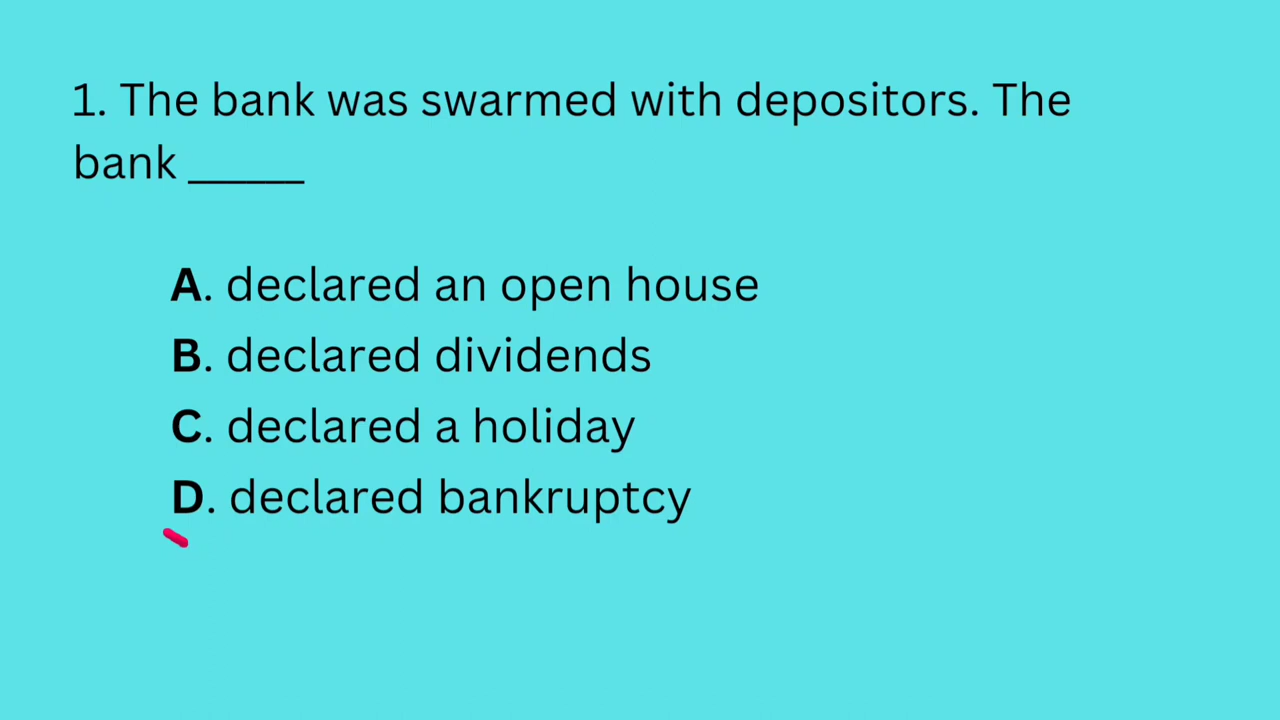 1. The bank was swarmed with depositors. The
bank ______
A. declared an open house
B. declared dividends
C. declared a holiday
D. declared bankruptcy